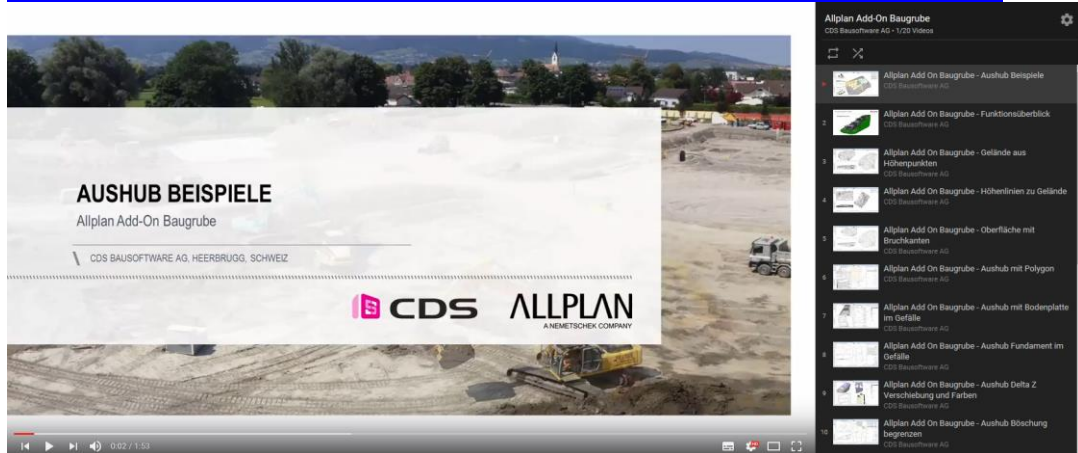 AUSHUB BEISPIELE
Allplan Add-On Baugrube
CDS BAUSOFTWARE AG, HEERBRUGG, SCHWEIZ
CDS
ALLPLAN
A NEMETSCHEK COMPANY
0:02 / 1:53
Allplan Add-On Baugrube
CDS Bausoftware AG • 1/20 Videos
Allplan Add On Baugrube - Aushub Beispiele
CDS Bausoftware AG
2
Allplan Add On Baugrube - Funktionsüberblick
CDS Bausoftware AG
3
Allplan Add On Baugrube - Gelände aus
Höhenpunkten
CDS Bausoftware AG
4
Allplan Add On Baugrube - Höhenlinien zu Gelände
CDS Bausoftware AG
5
Allplan Add On Baugrube - Oberfläche mit
Bruchkanten
CDS Bausoftware AG
6
Allplan Add On Baugrube - Aushub mit Polygon
CDS Bausoftware AG
7
Allplan Add On Baugrube - Aushub mit Bodenplatte
im Gefälle
CDS Bausoftware AG
8
Allplan Add On Baugrube - Aushub Fundament im
Gefälle
CDS Bausoftware AG
9
Allplan Add On Baugrube - Aushub Delta Z
Verschiebung und Farben
CDS Bausoftware AG
10
Allplan Add On Baugrube - Aushub Böschung
begrenzen
CDS Bausoftware AG